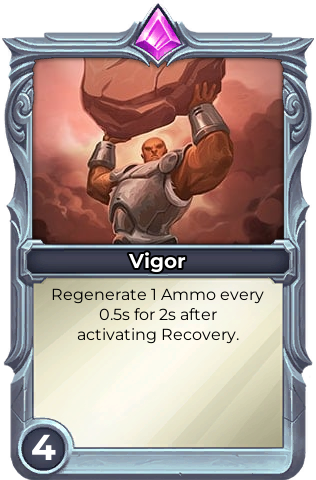 Vigor
Regenerate 1 Ammo every
0.5s for 2s after
activating Recovery.
4